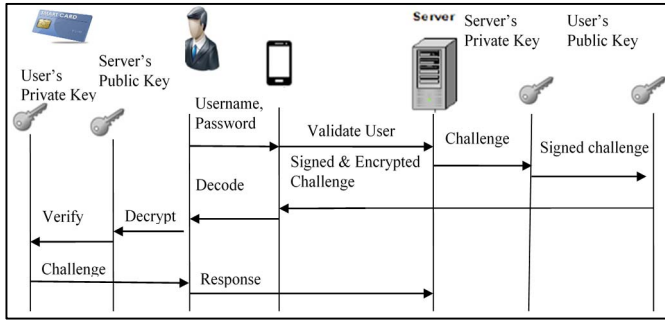 SMARTCARD
User's
Private Key
Server's
Public Key
Server
Server's
Private Key
User's
Public Key
Username,
Password
Validate User
Challenge
Signed challenge
Signed & Encrypted
Challenge
Decode
Decrypt
Verify
Challenge
Response